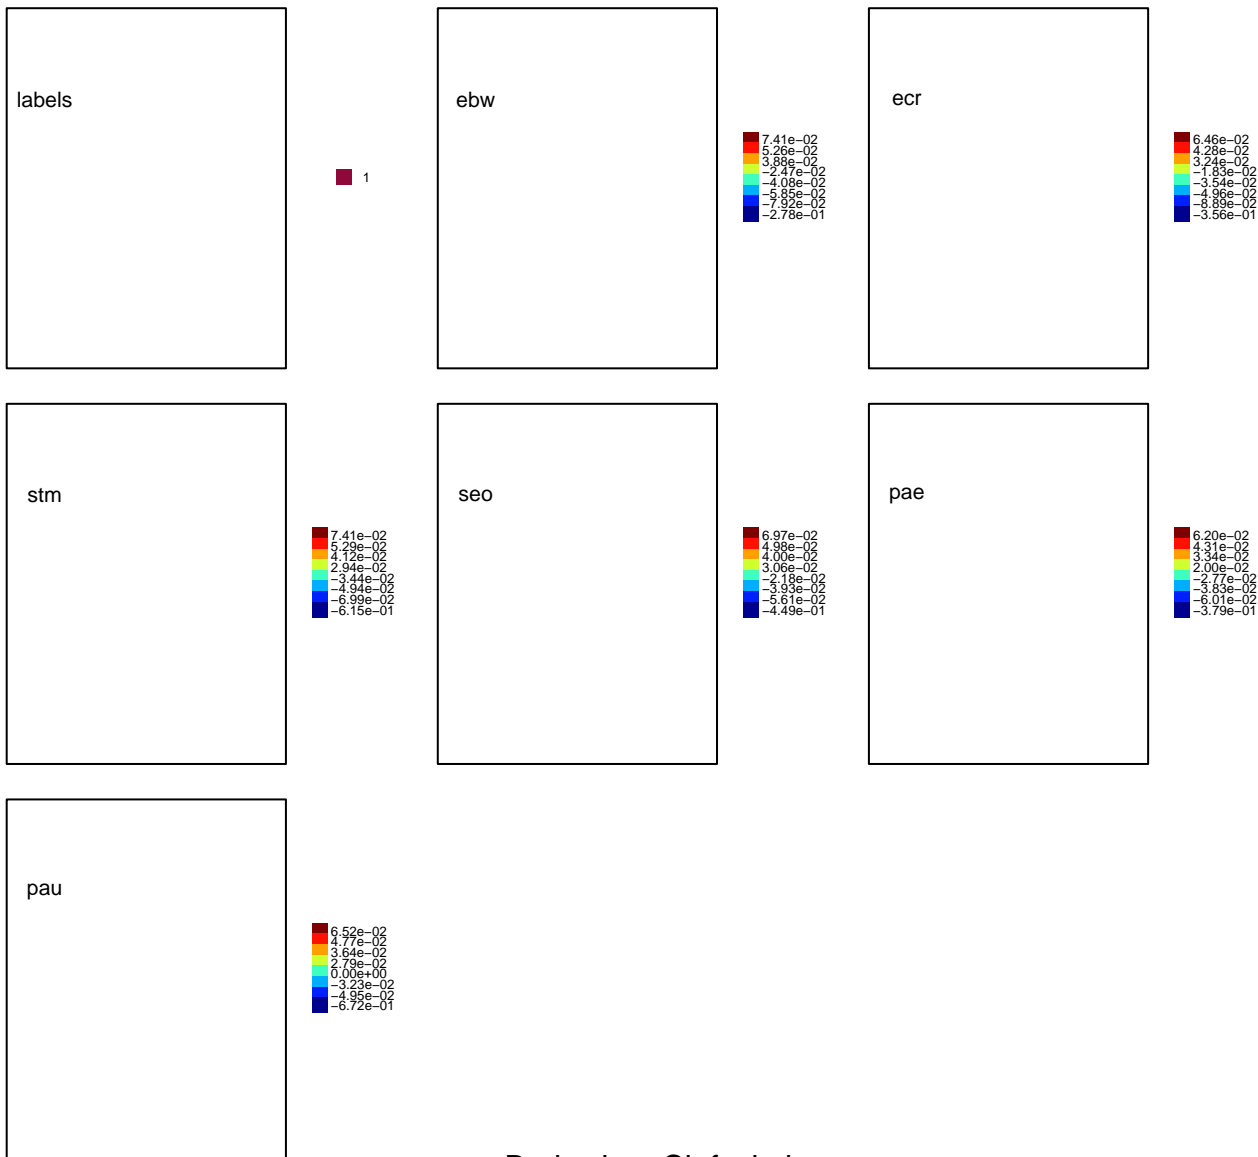 labels
1
ebw
7.41e−02
5.26e−02
3.88e−02
−2.47e−02
−4.08e−02
−5.85e−02
−7.92e−02
−2.78e−01
ecr
6.46e−02
4.28e−02
3.24e−02
−1.83e−02
−3.54e−02
−4.96e−02
−8.89e−02
−3.56e−01
stm
7.41e−02
5.29e−02
4.12e−02
2.94e−02
−3.44e−02
−4.94e−02
−6.99e−02
−6.15e−01
seo
6.97e−02
4.98e−02
4.00e−02
3.06e−02
−2.18e−02
−3.93e−02
−5.61e−02
−4.49e−01
pae
6.20e−02
4.31e−02
3.34e−02
2.00e−02
−2.77e−02
−3.83e−02
−6.01e−02
−3.79e−01
pau
6.52e−02
4.77e−02
3.64e−02
2.79e−02
0.00e+00
−3.23e−02
−4.95e−02
−6.72e−01